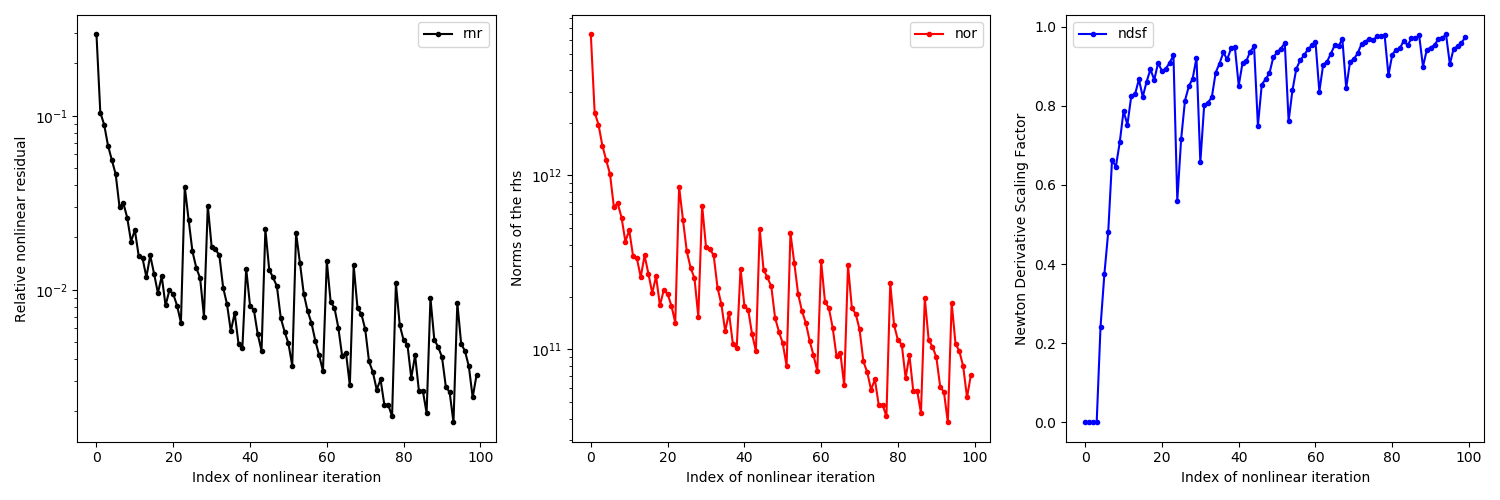 Relative nonlinear residual
10⁻¹
10⁻²
0 20 40 60 80 100
Index of nonlinear iteration
rnr
Norms of the rhs
10¹²
10¹¹
0 20 40 60 80 100
Index of nonlinear iteration
nor
Newton Derivative Scaling Factor
1.0
0.8
0.6
0.4
0.2
0.0
0 20 40 60 80 100
Index of nonlinear iteration
ndsf